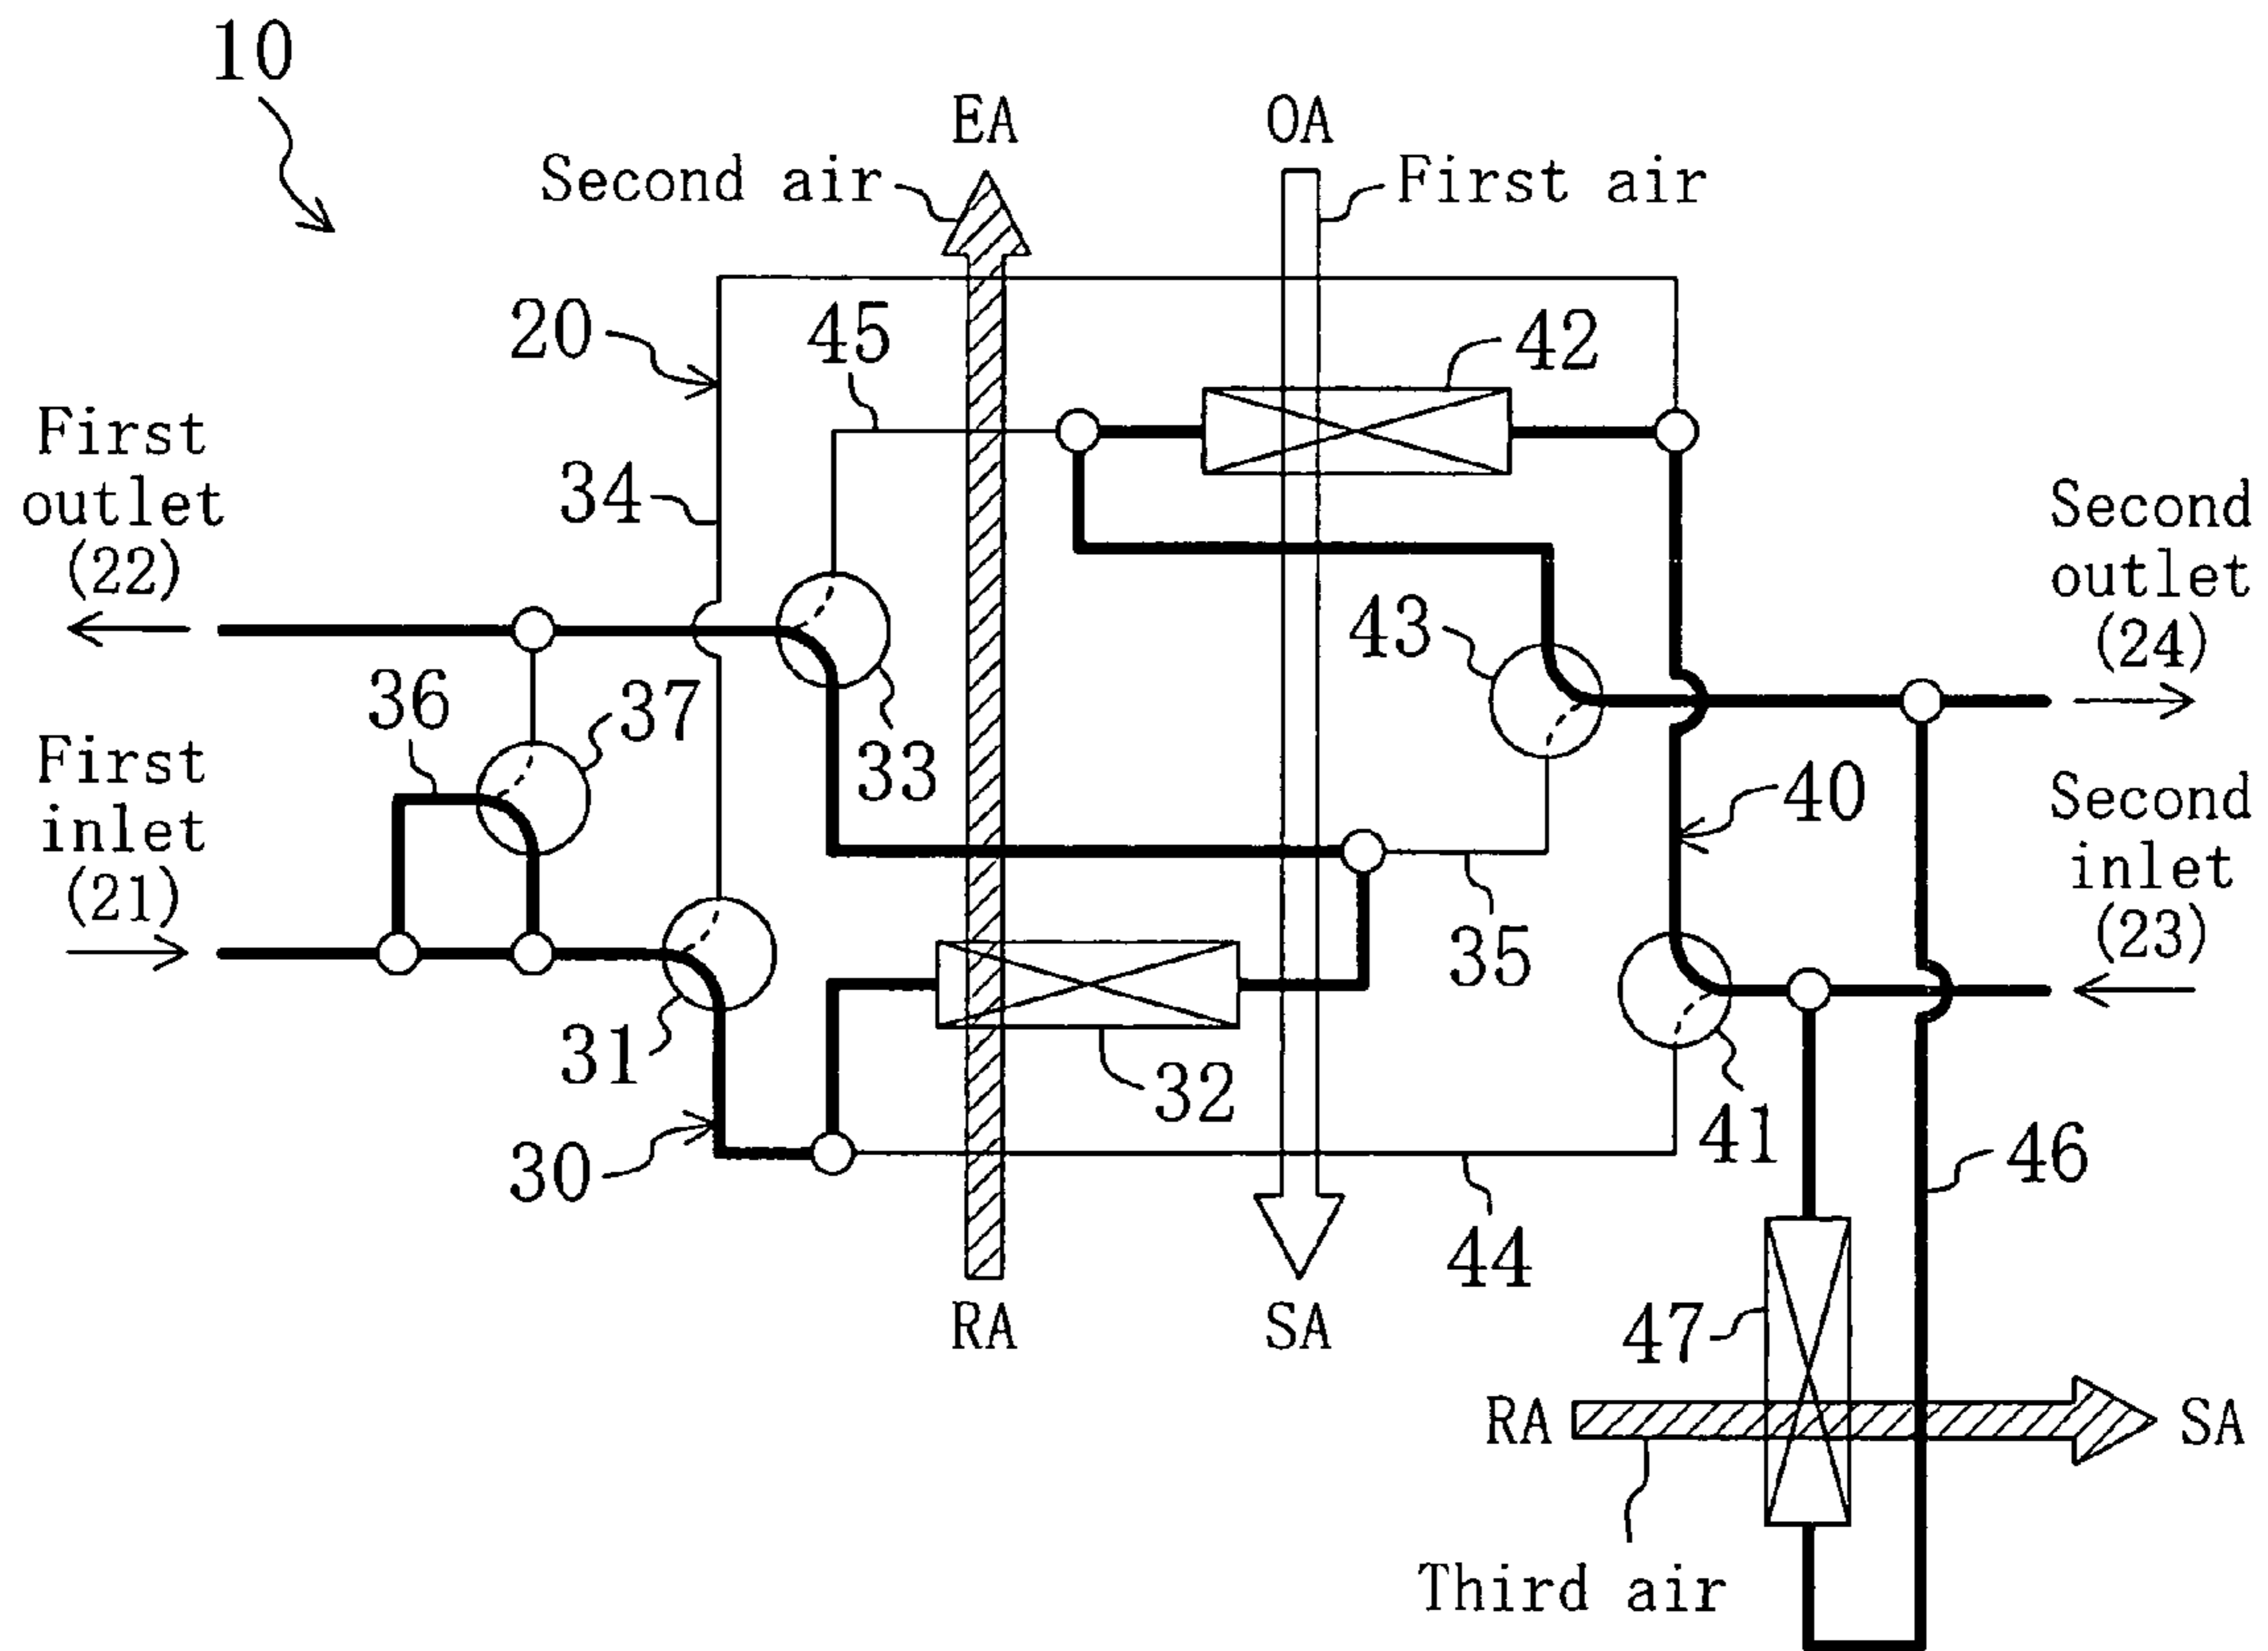 10
EA
OA
Second air
First air
20
45
42
First
outlet
(22)
34
Second
outlet
(24)
43
36
37
33
First
inlet
(21)
40
Second
inlet
(23)
35
31
32
41
30
46
44
RA
SA
47
RA
SA
Third air